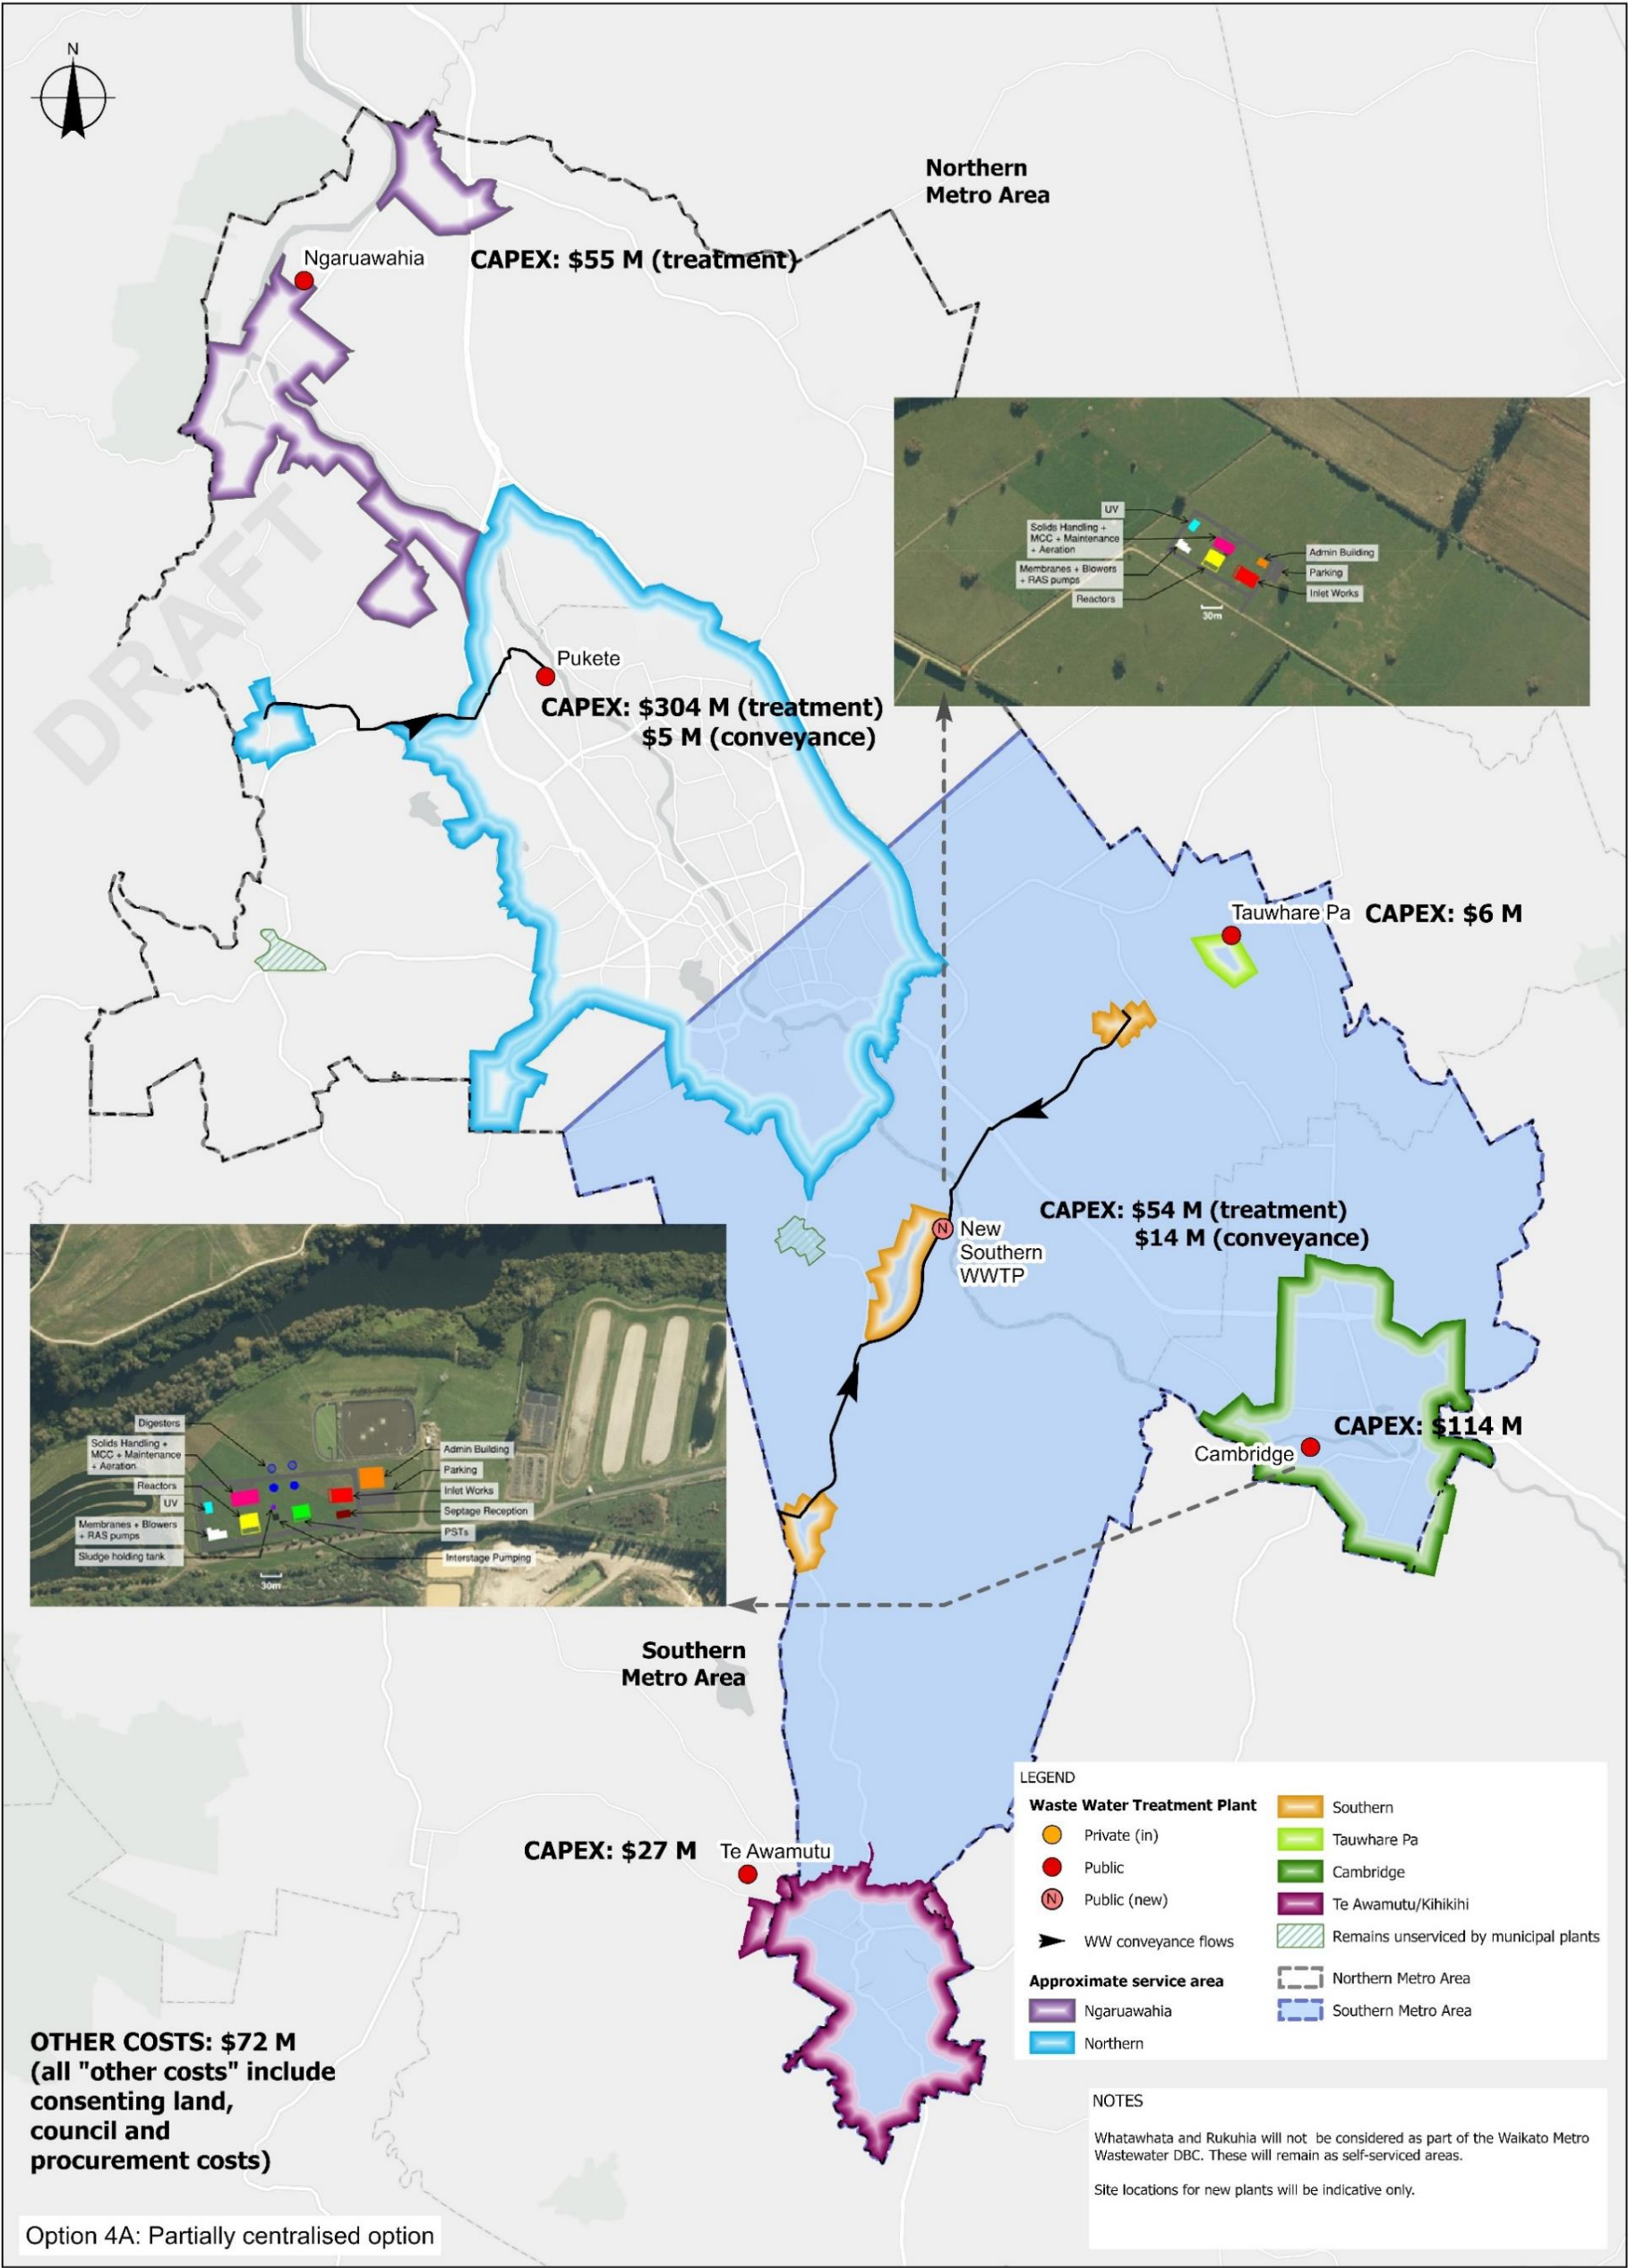 N
Northern
Metro Area
Ngaruawahia
CAPEX: $55 M (treatment)
DRAFT
UV
Solids Handling +
MCC + Maintenance
+ Aeration
Membranes + Blowers
+ RAS pumps
Reactors
Admin Building
Parking
Inlet Works
30m
Pukete
CAPEX: $304 M (treatment)
$5 M (conveyance)
Tauwhare Pa
CAPEX: $6 M
N
New
Southern
WWTP
CAPEX: $54 M (treatment)
$14 M (conveyance)
Digesters
Solids Handling +
MCC + Maintenance
+ Aeration
Reactors
UV
Membranes + Blowers
+ RAS pumps
Sludge holding tank
Admin Building
Parking
Inlet Works
Septage Reception
PSTs
Interstage Pumping
30m
CAPEX: $114 M
Cambridge
Southern
Metro Area
CAPEX: $27 M
Te Awamutu
LEGEND
Waste Water Treatment Plant
Private (in)
Public
N
Public (new)
WW conveyance flows
Approximate service area
Ngaruawahia
Northern
Southern
Tauwhare Pa
Cambridge
Te Awamutu/Kihikihi
Remains unserviced by municipal plants
Northern Metro Area
Southern Metro Area
OTHER COSTS: $72 M
(all "other costs" include
consenting land,
council and
procurement costs)
NOTES
Whatawhata and Rukuhia will not be considered as part of the Waikato Metro
Wastewater DBC. These will remain as self-serviced areas.
Site locations for new plants will be indicative only.
Option 4A: Partially centralised option